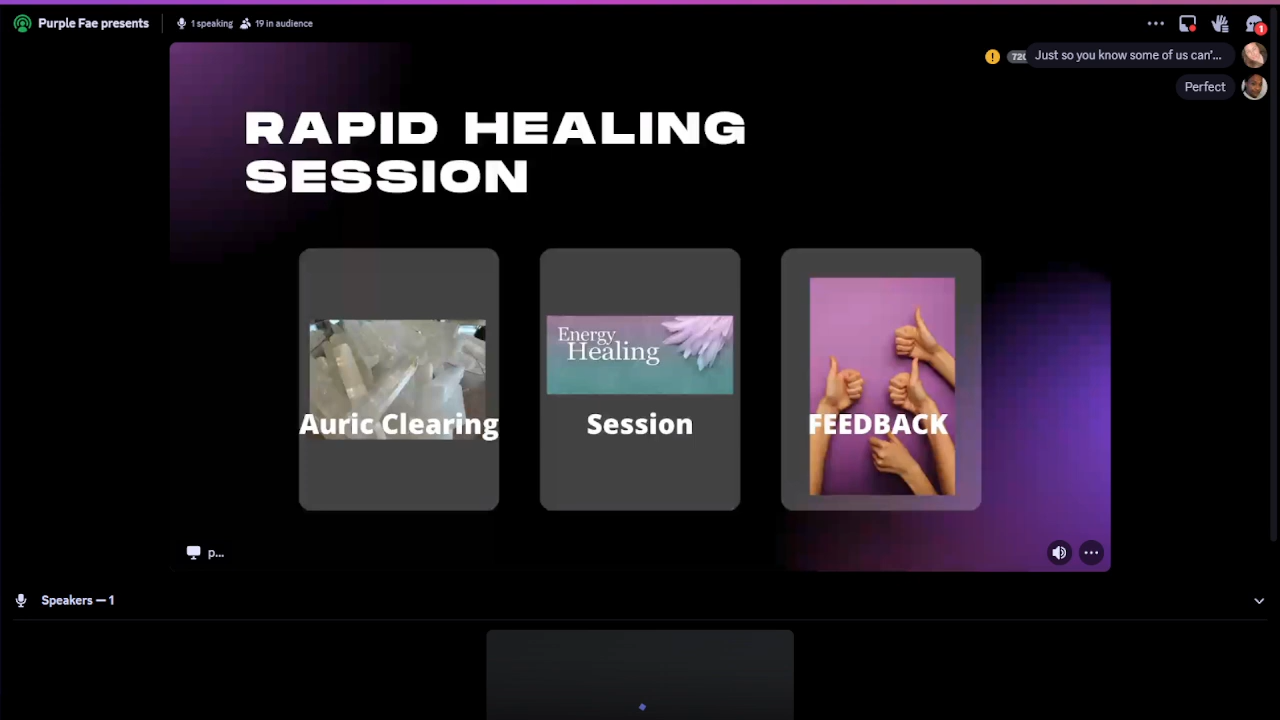 Purple Fae presents
1 speaking
19 in audience
1
Just so you know some of us can'...
Perfect
RAPID HEALING
SESSION
Energy
Healing
Auric Clearing
Session
FEEDBACK
p...
Speakers — 1